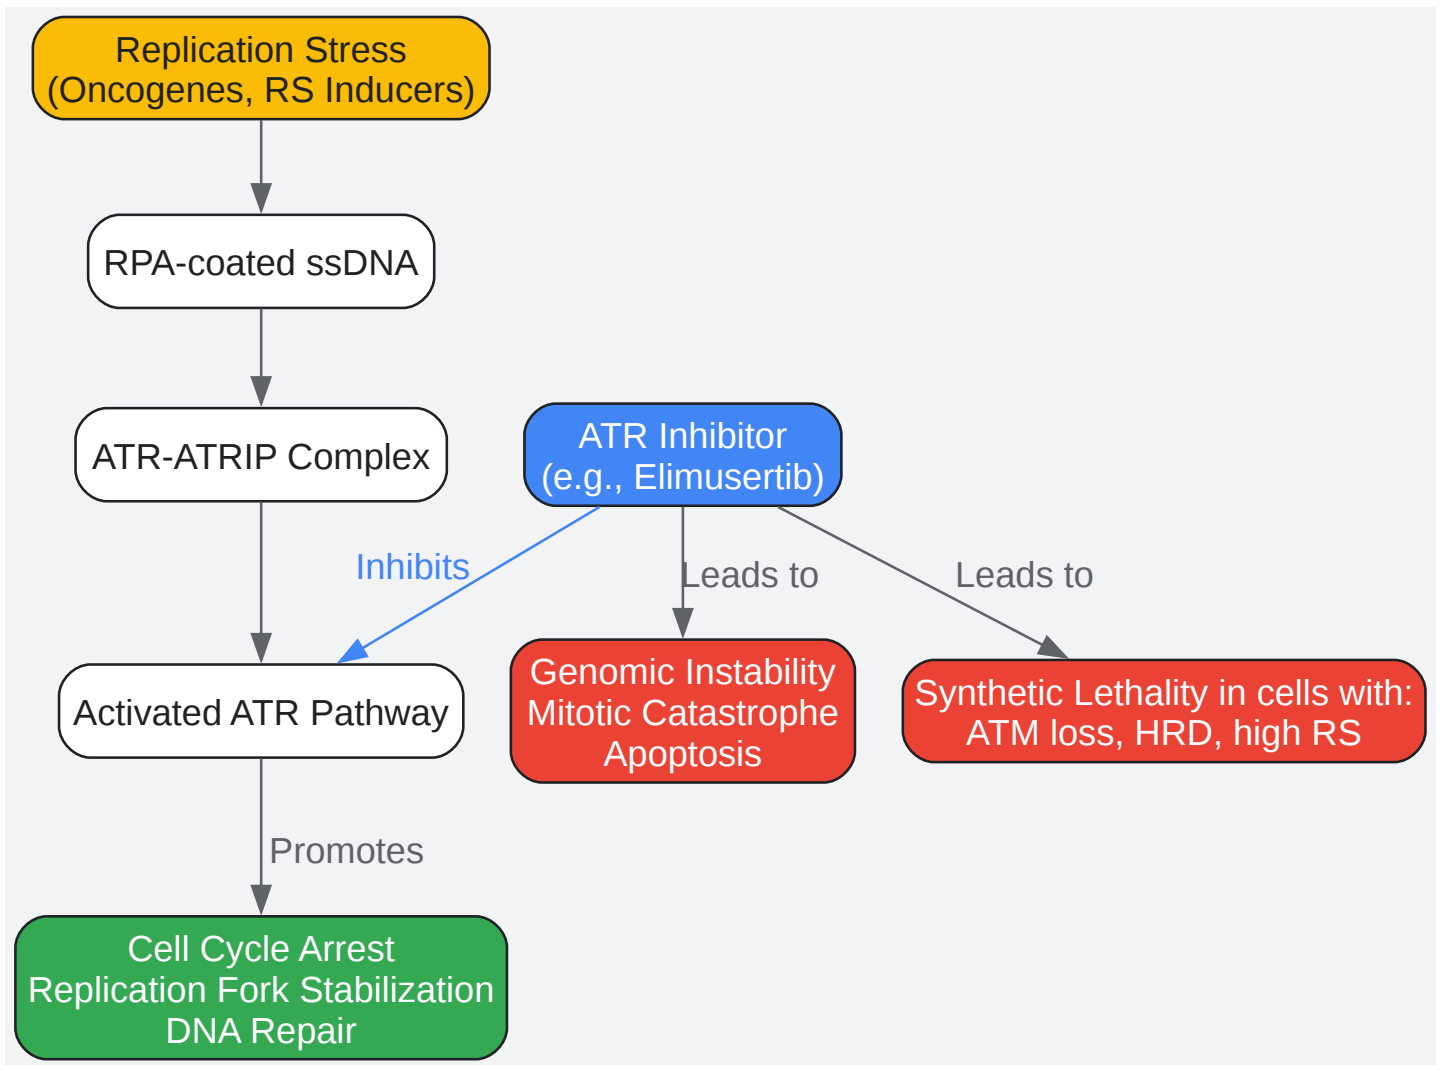 Replication Stress
(Oncogenes, RS Inducers)
RPA-coated ssDNA
ATR-ATRIP Complex
ATR Inhibitor
(e.g., Elimusertib)
Inhibits
Leads to
Leads to
Activated ATR Pathway
Genomic Instability
Mitotic Catastrophe
Apoptosis
Synthetic Lethality in cells with:
ATM loss, HRD, high RS
Promotes
Cell Cycle Arrest
Replication Fork Stabilization
DNA Repair